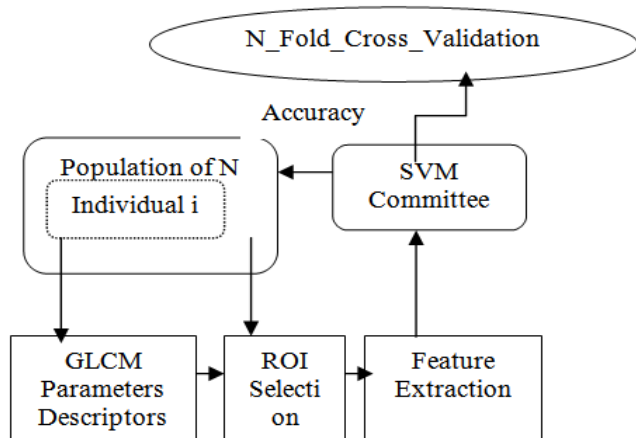 N_Fold_Cross_Validation
Accuracy
Population of N
Individual i
SVM
Committee
GLCM
Parameters
Descriptors
ROI
Selecti
on
Feature
Extraction